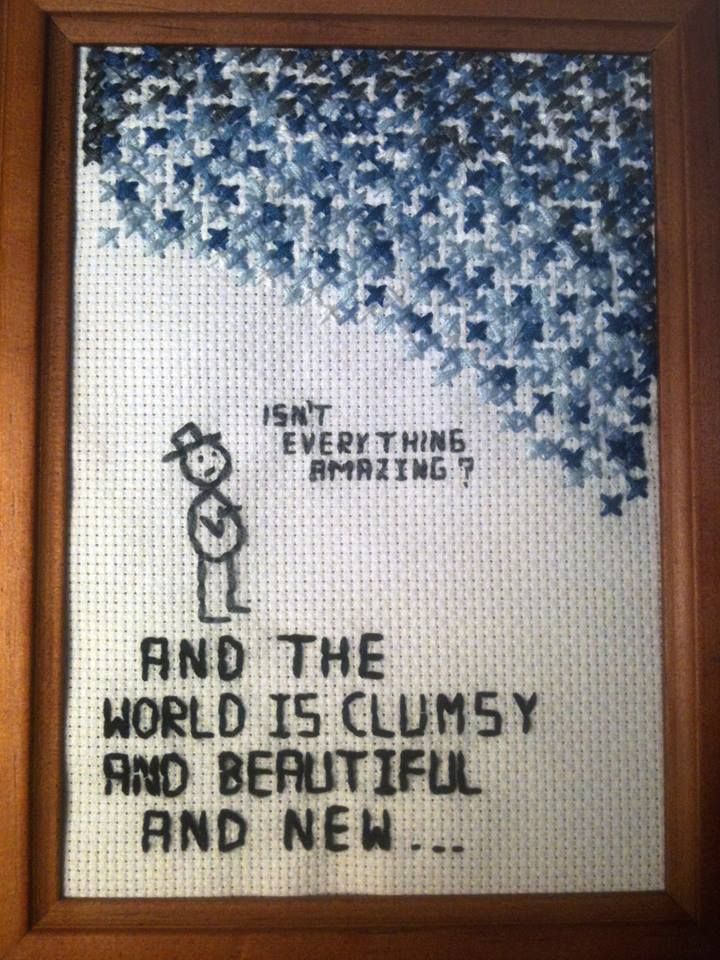 ISN'T
EVERYTHING
AMAZING?
AND THE
WORLD IS CLUMSY
AND BEAUTIFUL
AND NEW...